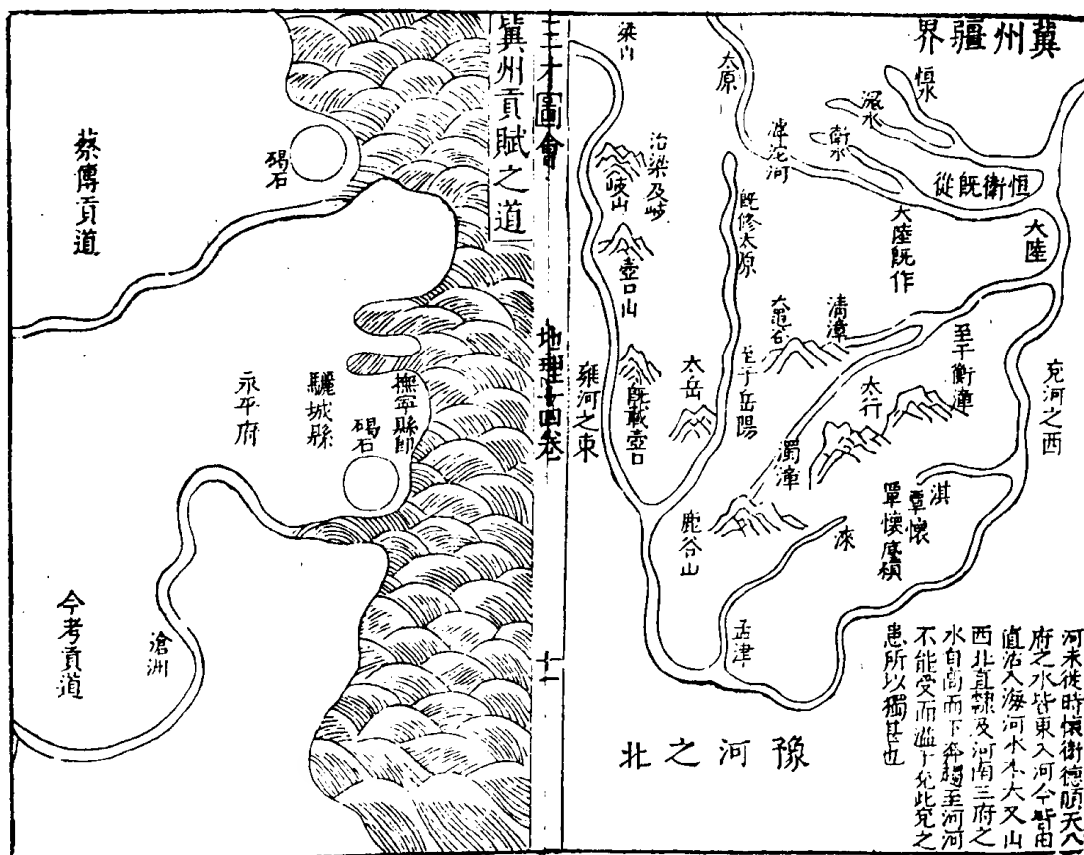 冀州疆界
恒水
滱水
衛水
恒衛既從
滹沱河
太原
大陸
大陸既作
梁山
治梁及岐
岐山
壺口山
既載壺口
雍河之東
既修太原
太岳
至于岳陽
清漳
太行
至于衡漳
濁漳
鹿谷山
兗河之西
淇
覃懷
覃懷底績
淶
孟津
豫河之北
河未徙時懷衛德順天八
府之水皆東入河今皆由
直沽入海河水不大又山
西北直隸及河南三府之
水自高而下奔趨至河河
不能受而溢于兗此兗之
患所以獨甚也
三才圖會
地理十四卷
十一
冀州貢賦之道
碣石
蔡傳貢道
撫寧縣即
碣石
驪城縣
永平府
滄洲
今考貢道